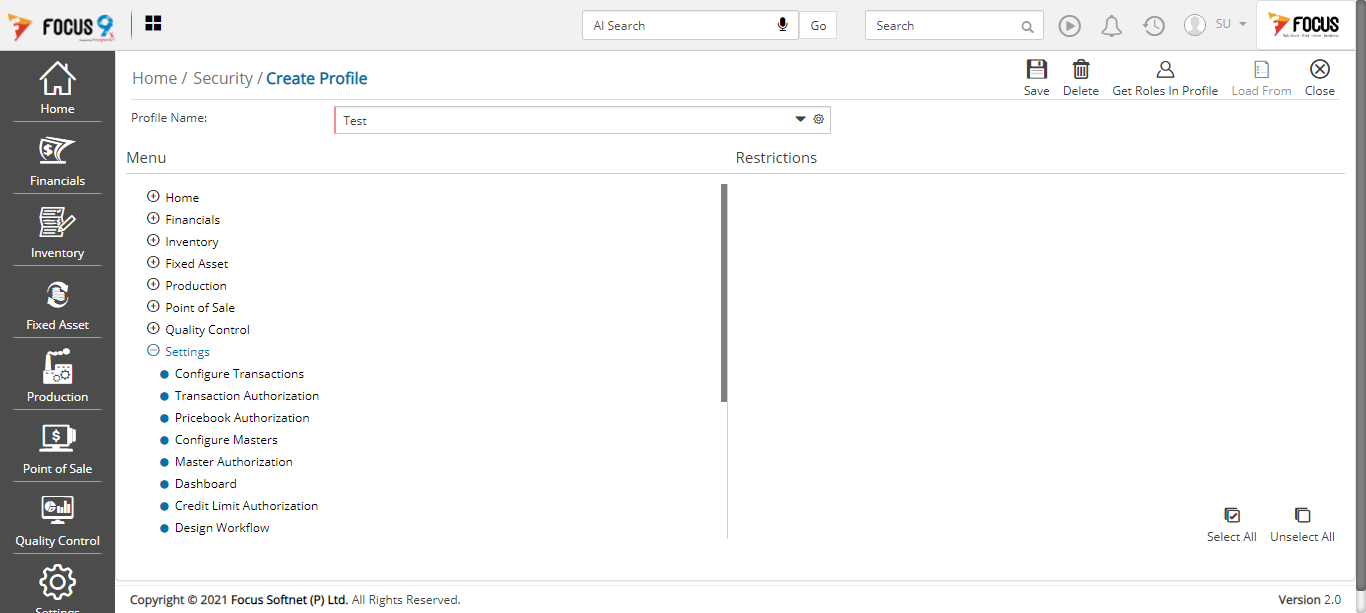 FOCUS 9
AI Search
Go
Search
SU
FOCUS
Home
Financials
Inventory
Fixed Asset
Production
Point of Sale
Quality Control
Settings
Home / Security / Create Profile
Save
Delete
Get Roles In Profile
Load From
Close
Profile Name:
Test
Menu
Restrictions
Home
Financials
Inventory
Fixed Asset
Production
Point of Sale
Quality Control
Settings
Configure Transactions
Transaction Authorization
Pricebook Authorization
Configure Masters
Master Authorization
Dashboard
Credit Limit Authorization
Design Workflow
Select All
Unselect All
Copyright © 2021 Focus Softnet (P) Ltd. All Rights Reserved.
Version 2.0